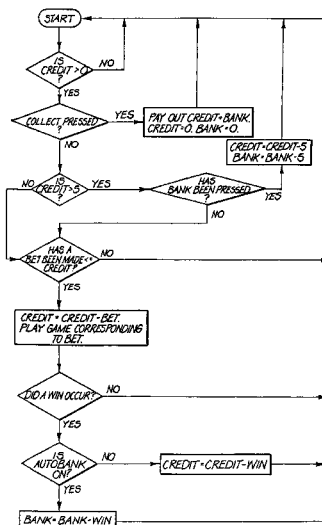 START
IS
CREDIT>0
?
NO
YES
COLLECT PRESSED
?
YES
NO
PAY OUT CREDIT=BANK.
CREDIT=0. BANK=0.
CREDIT=CREDIT-5
BANK=BANK-5
IS
CREDIT>5
?
NO
YES
HAS
BANK BEEN PRESSED
?
YES
NO
HAS A
BET BEEN MADE<=
CREDIT?
NO
YES
CREDIT=CREDIT-BET.
PLAY GAME CORRESPONDING
TO BET.
DID A WIN OCCUR?
NO
YES
IS
AUTOBANK
ON?
NO
YES
CREDIT=CREDIT-WIN
BANK=BANK-WIN